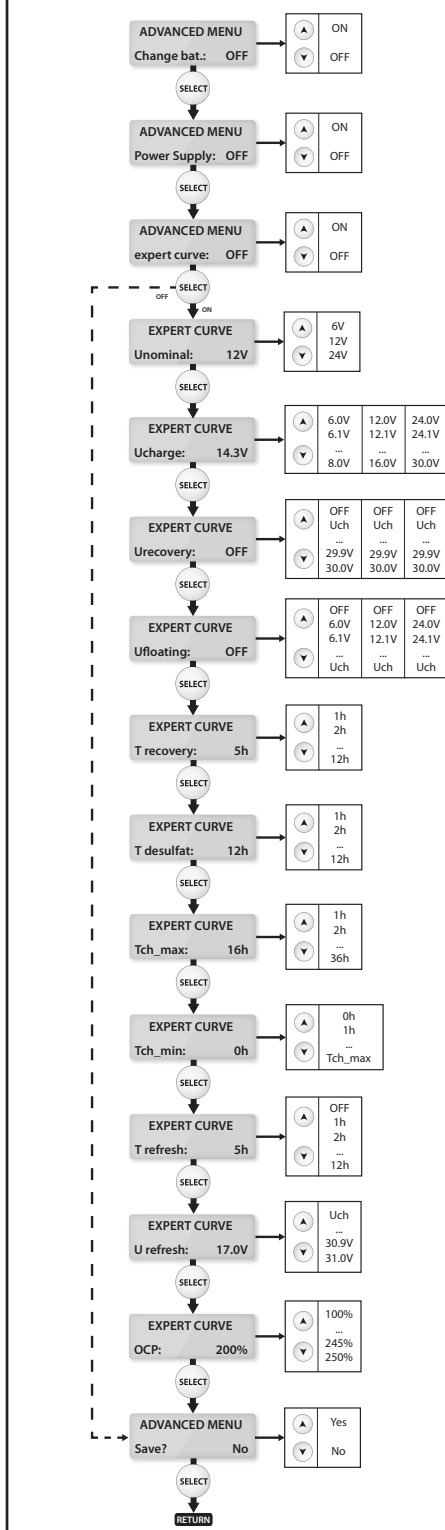 ADVANCED MENU
Change bat.: OFF
ON
OFF
SELECT
ADVANCED MENU
Power Supply: OFF
ON
OFF
SELECT
ADVANCED MENU
expert curve: OFF
ON
OFF
SELECT
OFF
ON
EXPERT CURVE
Unominal: 12V
6V
12V
24V
SELECT
EXPERT CURVE
Ucharge: 14.3V
6.0V 12.0V 24.0V
6.1V 12.1V 24.1V
... ... ...
8.0V 16.0V 30.0V
SELECT
EXPERT CURVE
Urecovery: OFF
OFF OFF OFF
Uch Uch Uch
... ... ...
29.9V 29.9V 29.9V
30.0V 30.0V 30.0V
SELECT
EXPERT CURVE
Ufloating: OFF
OFF OFF OFF
6.0V 12.0V 24.0V
6.1V 12.1V 24.1V
... ... ...
Uch Uch Uch
SELECT
EXPERT CURVE
T recovery: 5h
1h
2h
...
12h
SELECT
EXPERT CURVE
T desulfat: 12h
1h
2h
...
12h
SELECT
EXPERT CURVE
Tch_max: 16h
1h
2h
...
36h
SELECT
EXPERT CURVE
Tch_min: 0h
0h
1h
...
Tch_max
SELECT
EXPERT CURVE
T refresh: 5h
OFF
1h
2h
...
12h
SELECT
EXPERT CURVE
U refresh: 17.0V
Uch
...
30.9V
31.0V
SELECT
EXPERT CURVE
OCP: 200%
100%
...
245%
250%
SELECT
ADVANCED MENU
Save? No
Yes
No
SELECT
RETURN